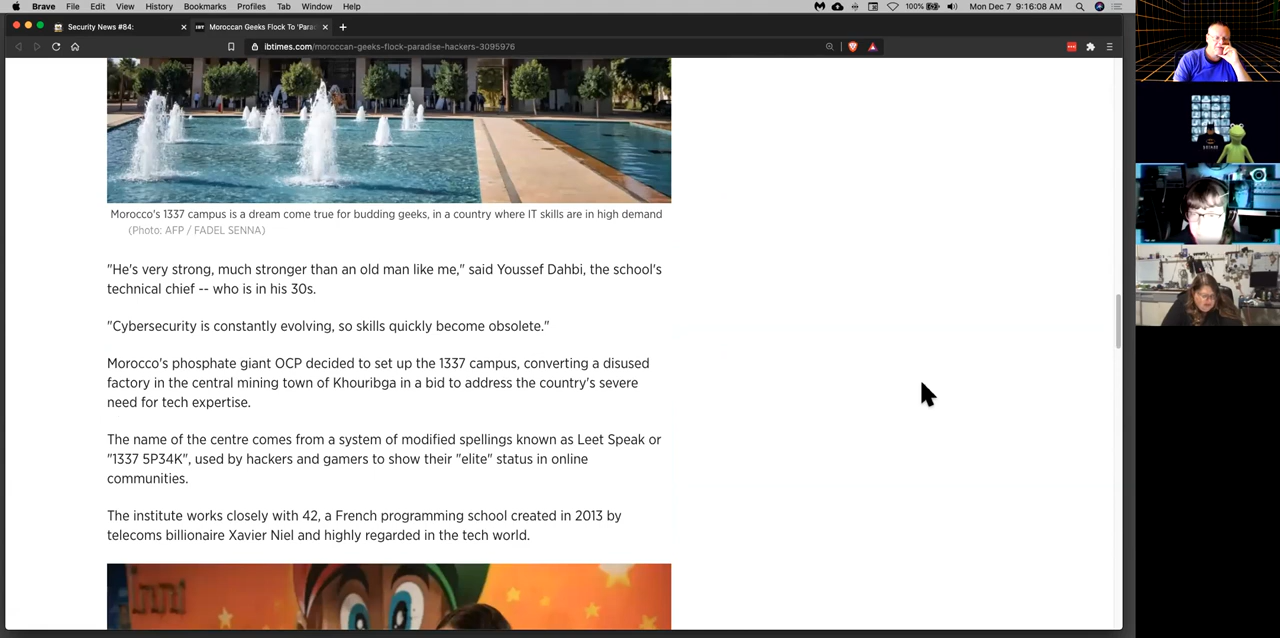 Brave File Edit View History Bookmarks Profiles Tab Window Help 100% Mon Dec 7 9:16:08 AM
Security News #84: Moroccan Geeks Flock To 'Para
ibtimes.com/moroccan-geeks-flock-paradise-hackers-3095976
Morocco's 1337 campus is a dream come true for budding geeks, in a country where IT skills are in high demand
(Photo: AFP / FADEL SENNA)
"He's very strong, much stronger than an old man like me," said Youssef Dahbi, the school's
technical chief -- who is in his 30s.
"Cybersecurity is constantly evolving, so skills quickly become obsolete."
Morocco's phosphate giant OCP decided to set up the 1337 campus, converting a disused
factory in the central mining town of Khouribga in a bid to address the country's severe
need for tech expertise.
The name of the centre comes from a system of modified spellings known as Leet Speak or
"1337 5P34K", used by hackers and gamers to show their "elite" status in online
communities.
The institute works closely with 42, a French programming school created in 2013 by
telecoms billionaire Xavier Niel and highly regarded in the tech world.